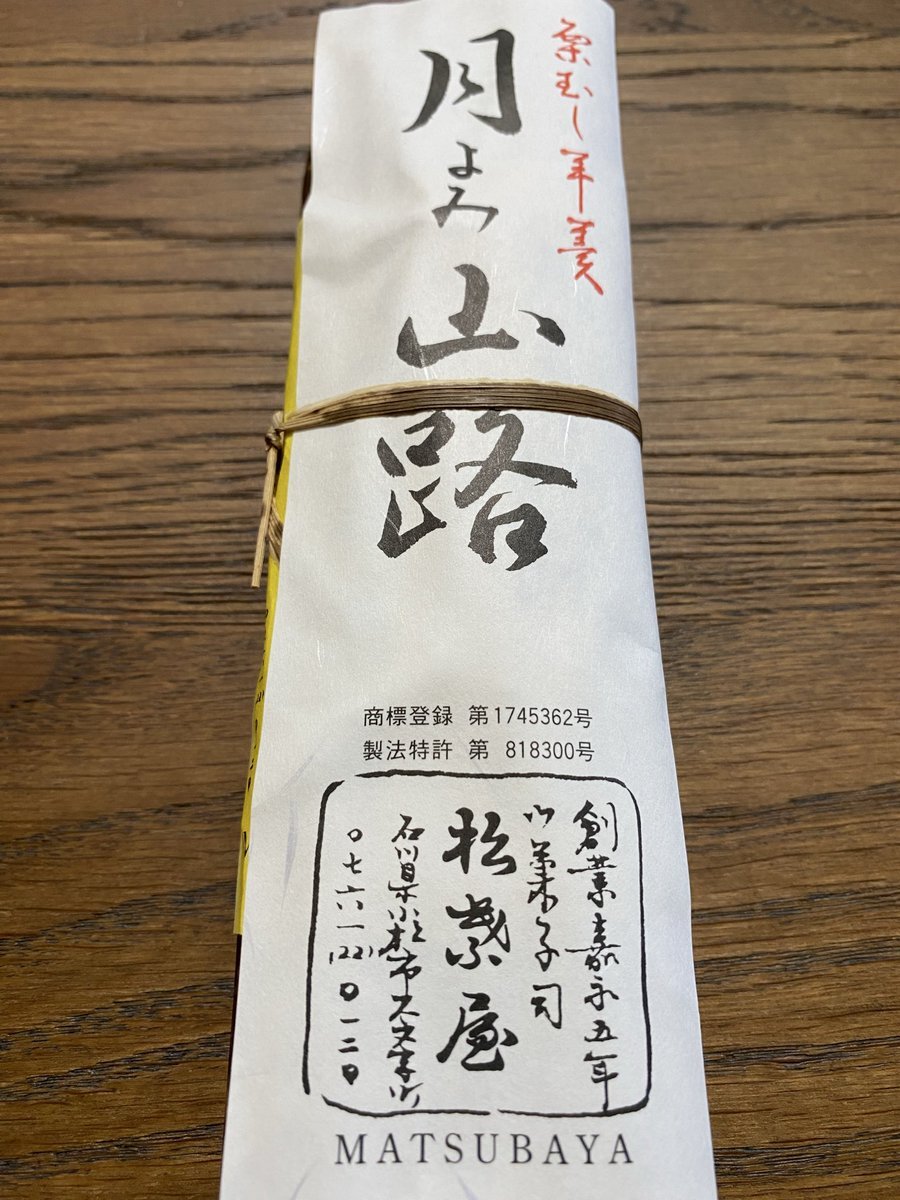 栗むし羊羹
月よみ
山路
商標登録 第1745362号
製法特許 第 818300号
創業嘉永五年
御菓子司
松葉屋
石川県小松市大文字町
〇七六一(22)〇一二〇
MATSUBAYA